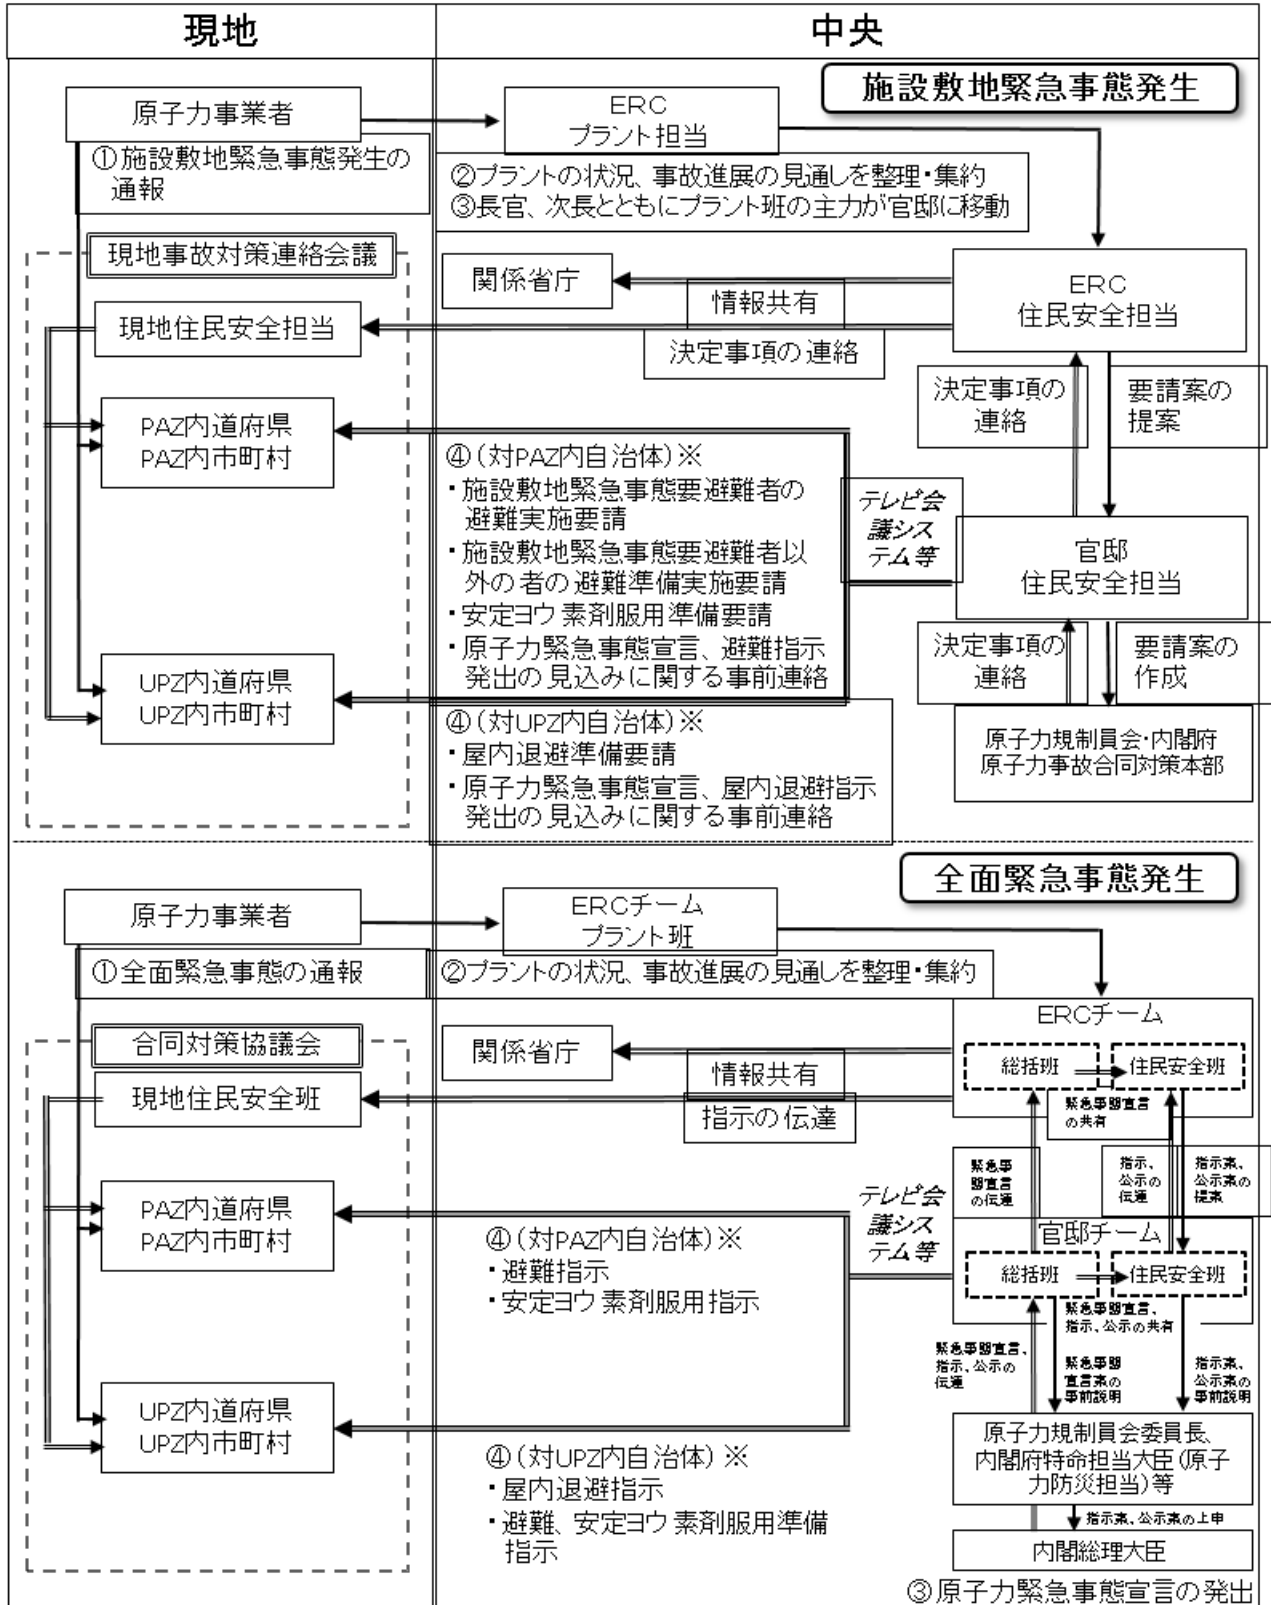 現地
中央
施設敷地緊急事態発生
原子力事業者
ERC
プラント担当
①施設敷地緊急事態発生の
通報
②プラントの状況、事故進展の見通しを整理・集約
③長官、次長とともにプラント班の主力が官邸に移動
現地事故対策連絡会議
関係省庁
情報共有
ERC
住民安全担当
現地住民安全担当
決定事項の連絡
決定事項の
連絡
要請案の
提案
PAZ内道府県
PAZ内市町村
④(対PAZ内自治体)※
・施設敷地緊急事態要避難者の
避難実施要請
・施設敷地緊急事態要避難者以
外の者の避難準備実施要請
・安定ヨウ素剤服用準備要請
・原子力緊急事態宣言、避難指示
発出の見込みに関する事前連絡
テレビ会
議シス
テム等
官邸
住民安全担当
決定事項の
連絡
要請案の
作成
UPZ内道府県
UPZ内市町村
④(対UPZ内自治体)※
・屋内退避準備要請
・原子力緊急事態宣言、屋内退避指示
発出の見込みに関する事前連絡
原子力規制員会・内閣府
原子力事故合同対策本部
全面緊急事態発生
原子力事業者
ERCチーム
プラント班
①全面緊急事態の通報
②プラントの状況、事故進展の見通しを整理・集約
合同対策協議会
関係省庁
情報共有
ERCチーム
総括班
住民安全班
緊急事態宣言
の共有
現地住民安全班
指示の伝達
緊急事
態宣言
の伝達
指示、
公示の
伝達
指示案、
公示案の
提案
PAZ内道府県
PAZ内市町村
④(対PAZ内自治体)※
・避難指示
・安定ヨウ素剤服用指示
テレビ会
議シス
テム等
官邸チーム
総括班
住民安全班
緊急事態宣言、
指示、公示の共有
緊急事態宣言、
指示、公示の
伝達
緊急事態
宣言案の
事前説明
指示案、
公示案の
事前説明
UPZ内道府県
UPZ内市町村
④(対UPZ内自治体)※
・屋内退避指示
・避難、安定ヨウ素剤服用準備
指示
原子力規制員会委員長、
内閣府特命担当大臣(原子
力防災担当)等
指示案、公示案の上申
内閣総理大臣
③原子力緊急事態宣言の発出